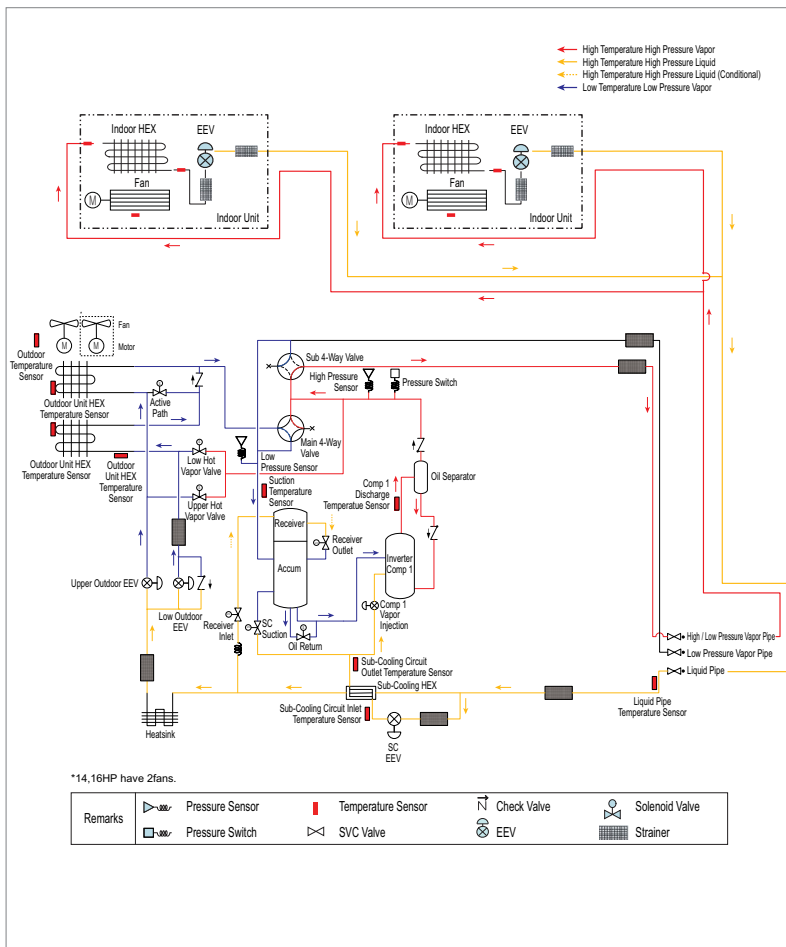 High Temperature High Pressure Vapor
High Temperature High Pressure Liquid
High Temperature High Pressure Liquid (Conditional)
Low Temperature Low Pressure Vapor
Indoor HEX
EEV
Fan
M
Indoor Unit
Indoor HEX
EEV
Fan
M
Indoor Unit
Fan
M
M
Motor
Outdoor
Temperature
Sensor
Sub 4-Way Valve
High Pressure
Sensor
Pressure Switch
Outdoor Unit HEX
Temperature Sensor
Active
Path
Main 4-Way Valve
Low
Pressure Sensor
Outdoor Unit HEX
Temperature Sensor
Outdoor
Unit HEX
Temperature
Sensor
Low Hot
Vapor Valve
Upper Hot
Vapor Valve
Suction
Temperature
Sensor
Comp 1
Discharge
Temperatue Sensor
Oil Separator
Receiver
Receiver
Outlet
Accum
Inverter
Comp 1
Upper Outdoor EEV
Low Outdoor
EEV
Receiver
Inlet
SC
Suction
Oil Return
Comp 1
Vapor
Injection
High / Low Pressure Vapor Pipe
Low Pressure Vapor Pipe
Liquid Pipe
Sub-Cooling Circuit
Outlet Temperature Sensor
Sub-Cooling HEX
Liquid Pipe
Temperature Sensor
Sub-Cooling Circuit Inlet
Temperature Sensor
Heatsink
SC
EEV
*14,16HP have 2fans.
Remarks
Pressure Sensor
Temperature Sensor
Check Valve
Solenoid Valve
Pressure Switch
SVC Valve
EEV
Strainer